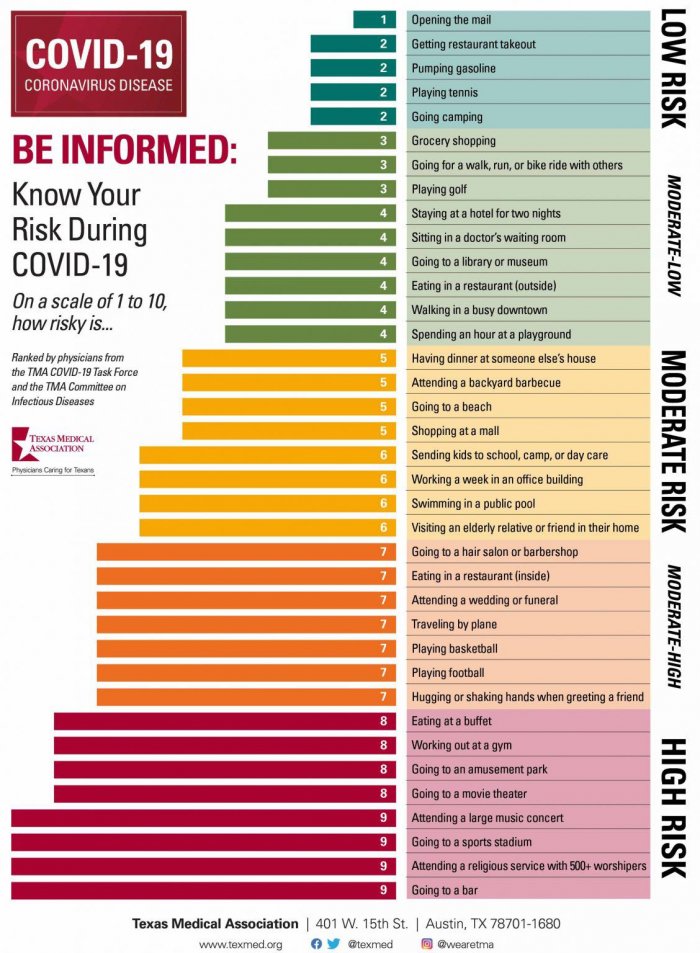 COVID-19
CORONAVIRUS DISEASE
BE INFORMED:
Know Your
Risk During
COVID-19
On a scale of 1 to 10,
how risky is...
Ranked by physicians from
the TMA COVID-19 Task Force
and the TMA Committee on
Infectious Diseases
TEXAS MEDICAL
ASSOCIATION
Physicians Caring for Texans
LOW RISK
1 Opening the mail
2 Getting restaurant takeout
2 Pumping gasoline
2 Playing tennis
2 Going camping
MODERATE-LOW
3 Grocery shopping
3 Going for a walk, run, or bike ride with others
3 Playing golf
4 Staying at a hotel for two nights
4 Sitting in a doctor's waiting room
4 Going to a library or museum
4 Eating in a restaurant (outside)
4 Walking in a busy downtown
4 Spending an hour at a playground
MODERATE RISK
5 Having dinner at someone else's house
5 Attending a backyard barbecue
5 Going to a beach
5 Shopping at a mall
6 Sending kids to school, camp, or day care
6 Working a week in an office building
6 Swimming in a public pool
6 Visiting an elderly relative or friend in their home
MODERATE-HIGH
7 Going to a hair salon or barbershop
7 Eating in a restaurant (inside)
7 Attending a wedding or funeral
7 Traveling by plane
7 Playing basketball
7 Playing football
7 Hugging or shaking hands when greeting a friend
HIGH RISK
8 Eating at a buffet
8 Working out at a gym
8 Going to an amusement park
8 Going to a movie theater
9 Attending a large music concert
9 Going to a sports stadium
9 Attending a religious service with 500+ worshipers
9 Going to a bar
Texas Medical Association | 401 W. 15th St. | Austin, TX 78701-1680
www.texmed.org @texmed @wearetma